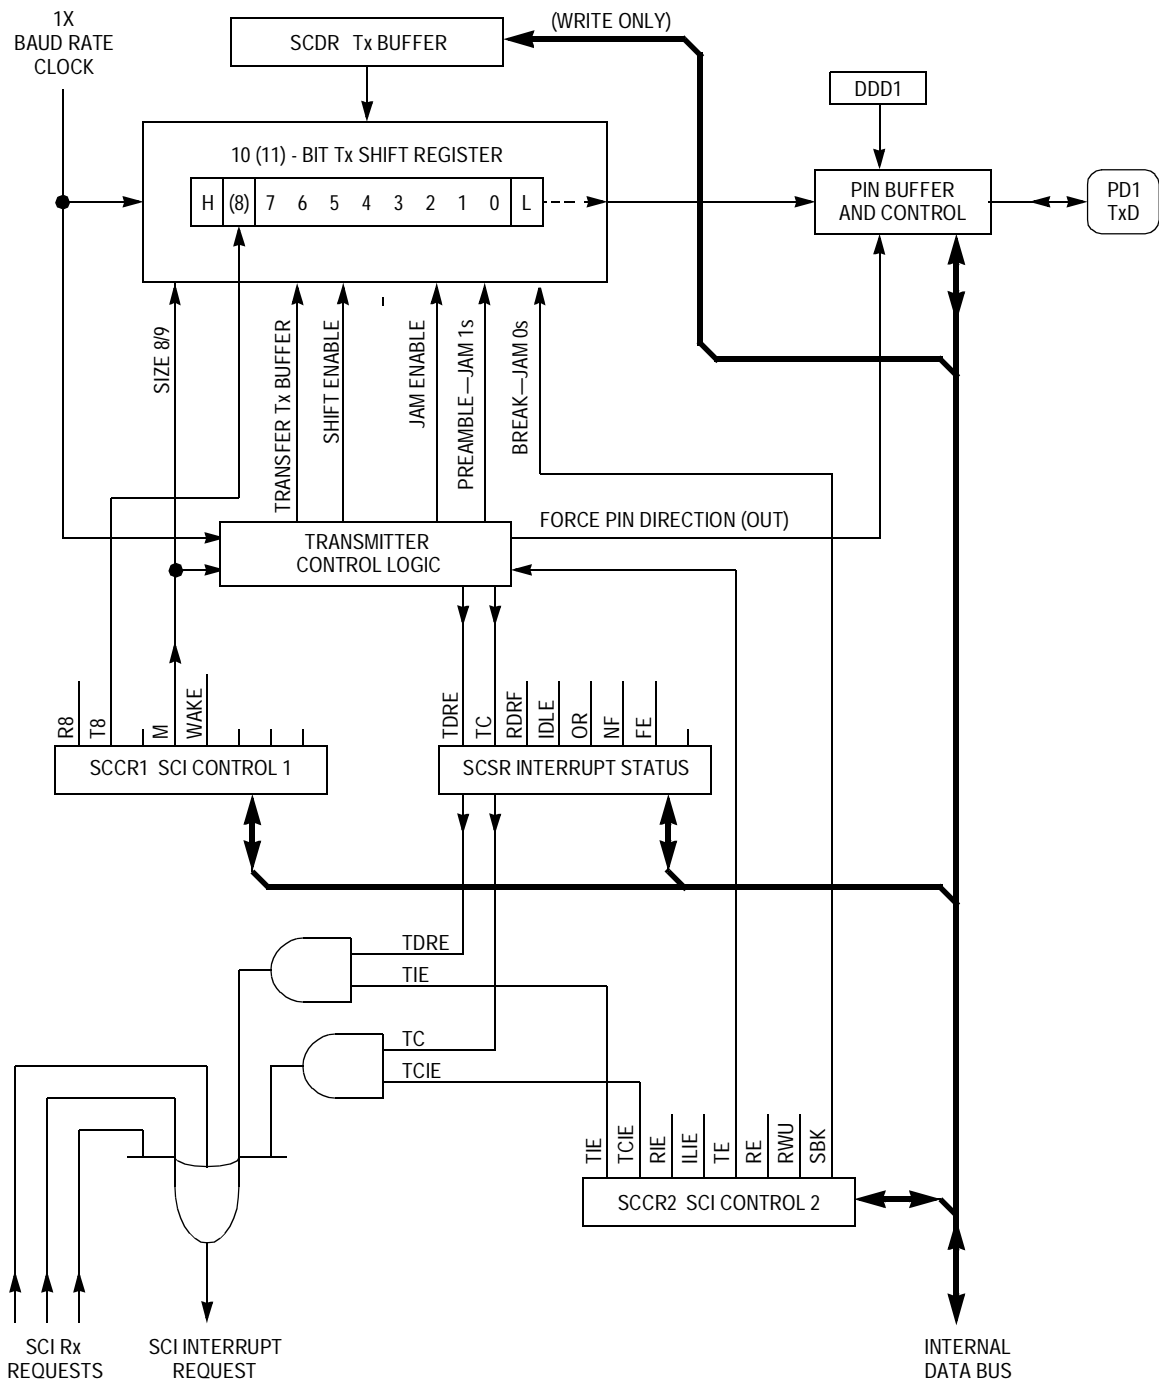 1X
BAUD RATE
CLOCK
SCDR Tx BUFFER
(WRITE ONLY)
DDD1
10 (11) - BIT Tx SHIFT REGISTER
H (8) 7 6 5 4 3 2 1 0 L
PIN BUFFER
AND CONTROL
PD1
TxD
SIZE 8/9
TRANSFER Tx BUFFER
SHIFT ENABLE
JAM ENABLE
PREAMBLE—JAM 1s
BREAK—JAM 0s
FORCE PIN DIRECTION (OUT)
TRANSMITTER
CONTROL LOGIC
R8
T8
M
WAKE
TDRE
TC
RDRF
IDLE
OR
NF
FE
SCCR1 SCI CONTROL 1
SCSR INTERRUPT STATUS
TDRE
TIE
TC
TCIE
TIE
TCIE
RIE
ILIE
TE
RE
RWU
SBK
SCCR2 SCI CONTROL 2
SCI Rx
REQUESTS
SCI INTERRUPT
REQUEST
INTERNAL
DATA BUS